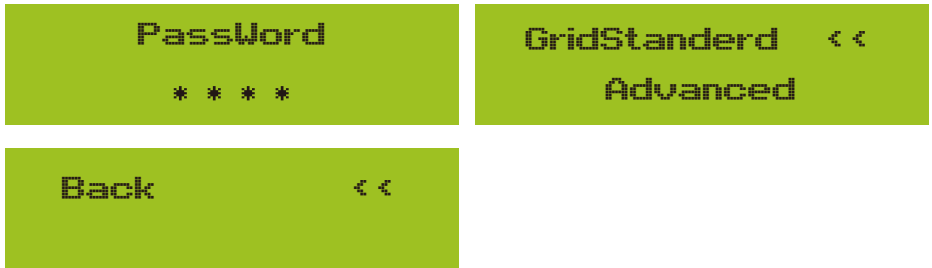 PassWord
* * * *
GridStanderd <<
Advanced
Back <<